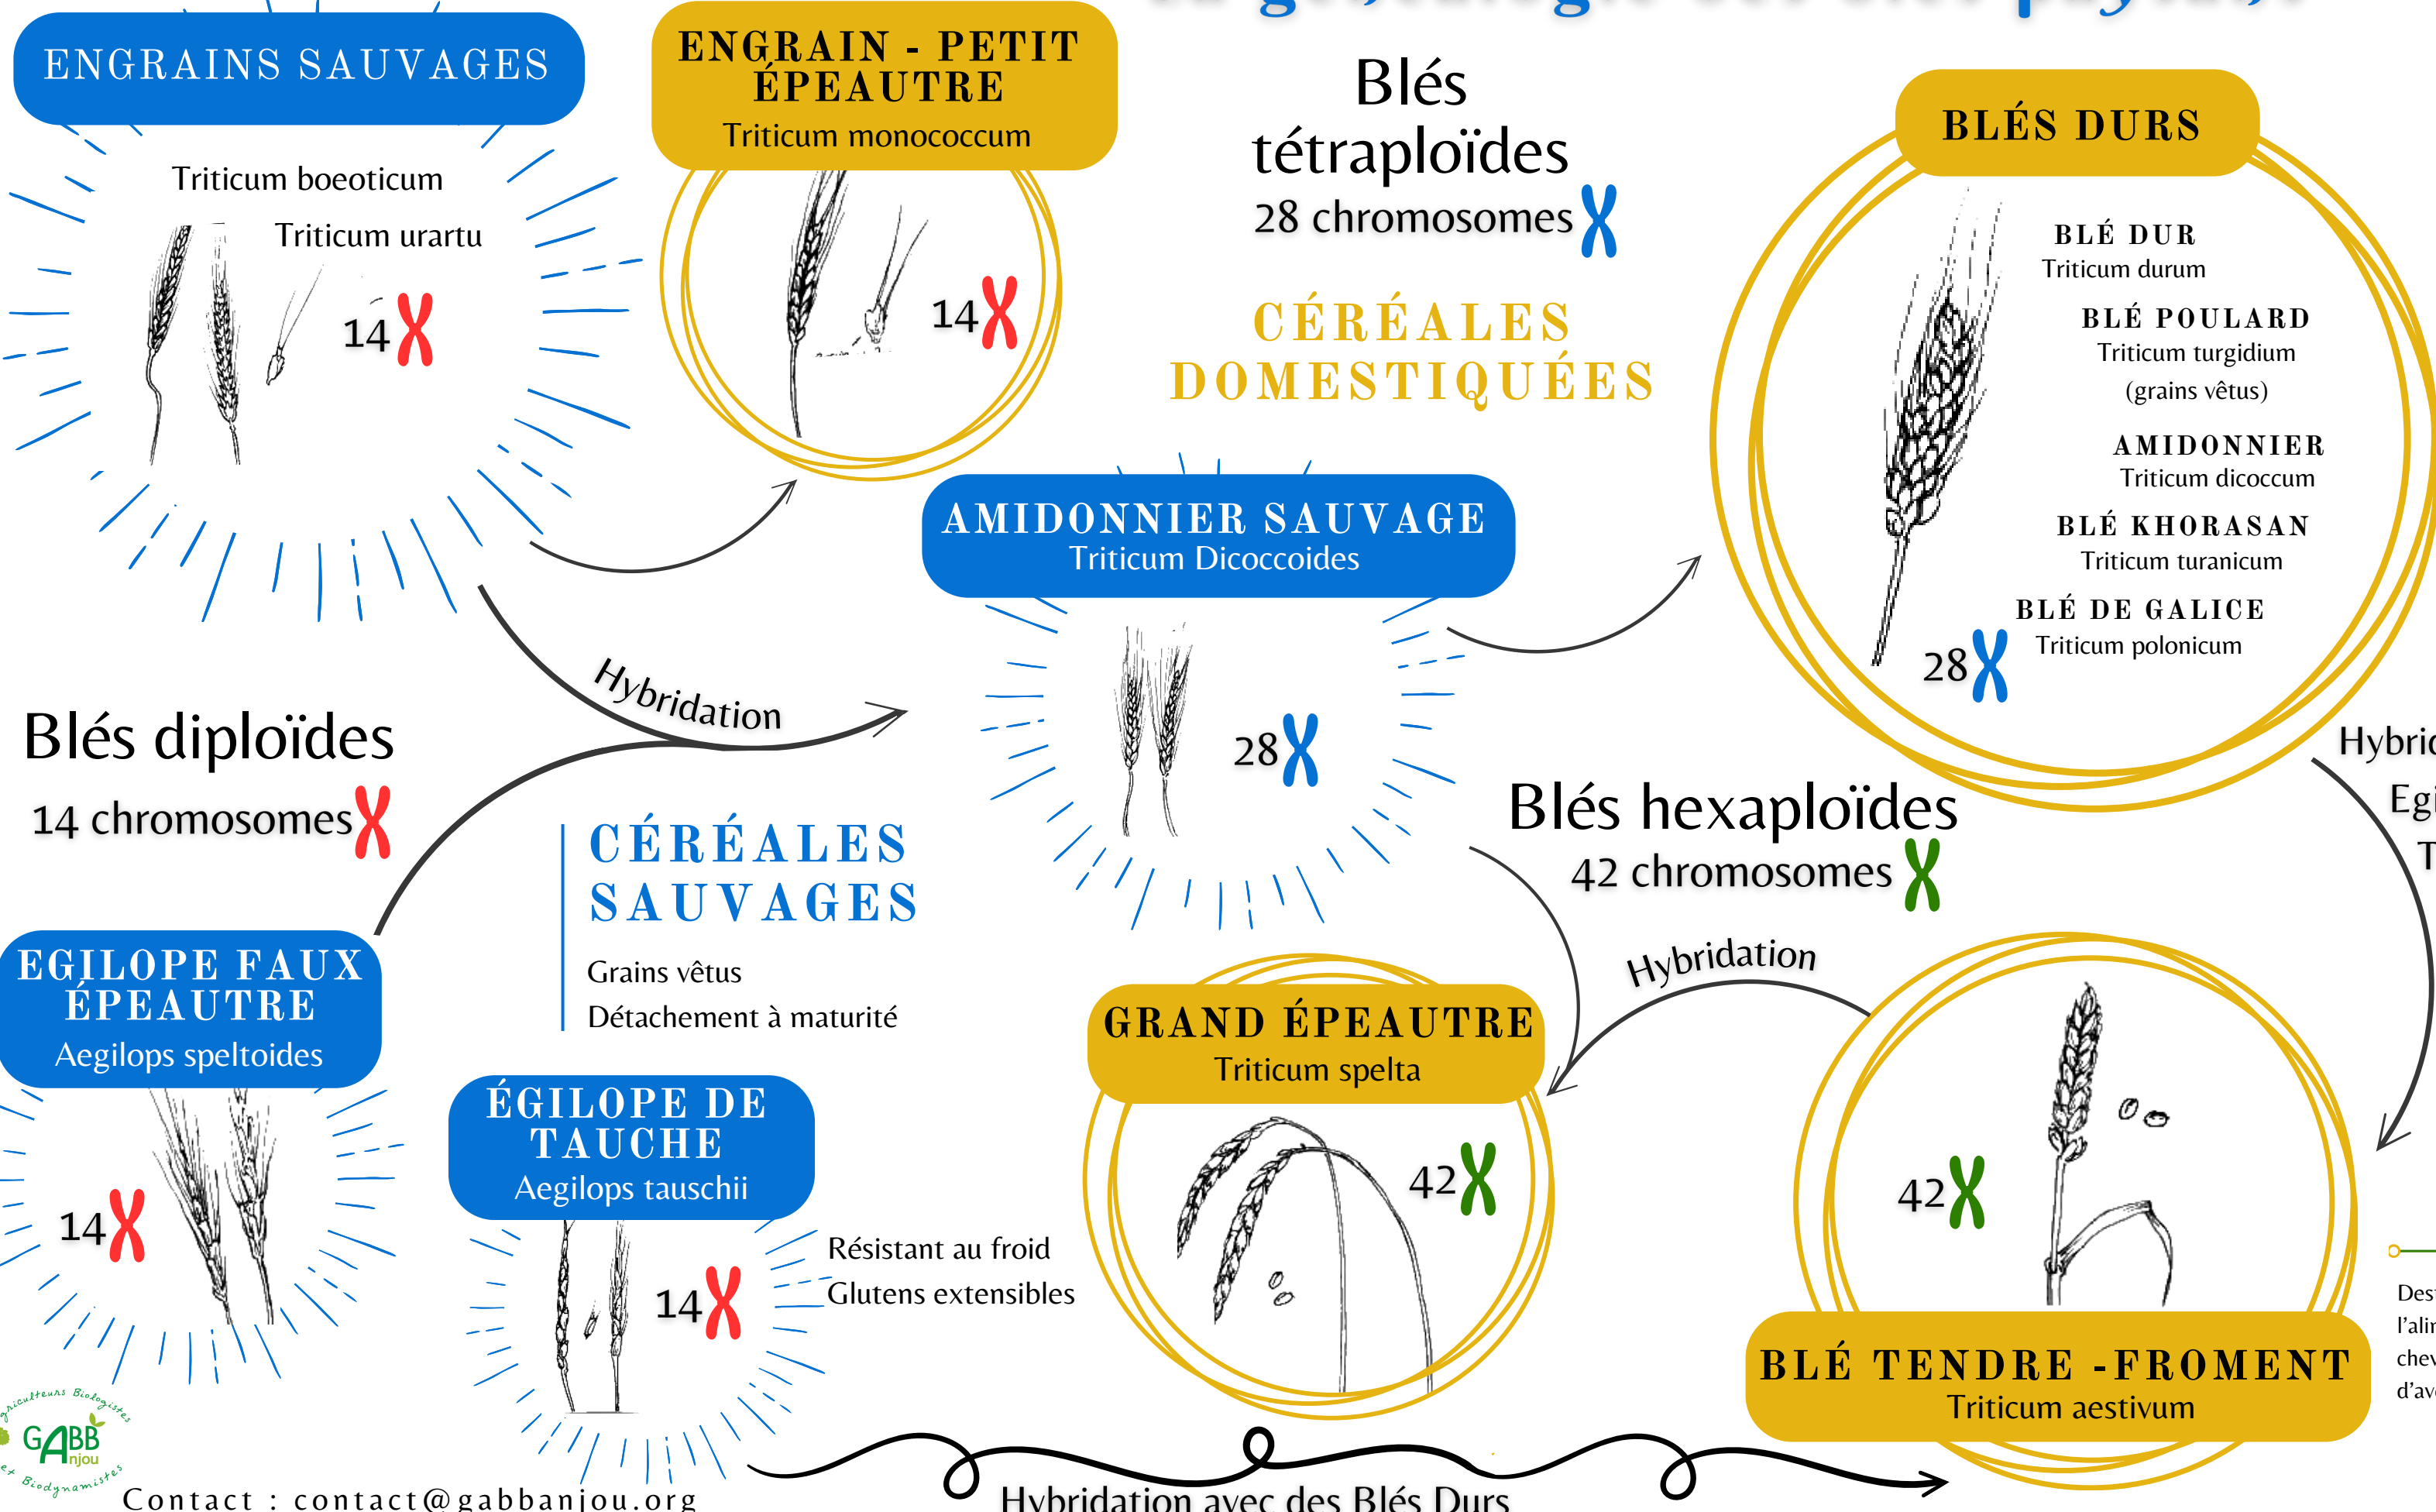 ENGRAINS SAUVAGES
Triticum boeoticum
Triticum urartu
14
ENGRAIN - PETIT
ÉPEAUTRE
Triticum monococcum
14
Blés
tétraploïdes
28 chromosomes
CÉRÉALES
DOMESTIQUÉES
BLÉS DURS
BLÉ DUR
Triticum durum
BLÉ POULARD
Triticum turgidium
(grains vêtus)
AMIDONNIER
Triticum dicoccum
BLÉ KHORASAN
Triticum turanicum
BLÉ DE GALICE
Triticum polonicum
28
AMIDONNIER SAUVAGE
Triticum Dicoccoides
28
Hybridation
Blés diploïdes
14 chromosomes
CÉRÉALES
SAUVAGES
Grains vêtus
Détachement à maturité
Blés hexaploïdes
42 chromosomes
Hybridation
EGILOPE FAUX
ÉPEAUTRE
Aegilops speltoides
14
ÉGILOPE DE
TAUCHE
Aegilops tauschii
14
Résistant au froid
Glutens extensibles
GRAND ÉPEAUTRE
Triticum spelta
42
42
BLÉ TENDRE -FROMENT
Triticum aestivum
Hybridation avec des Blés Durs
Biologistes
GABB
njou
et Biodynamistes
Contact : contact@gabbanjou.org